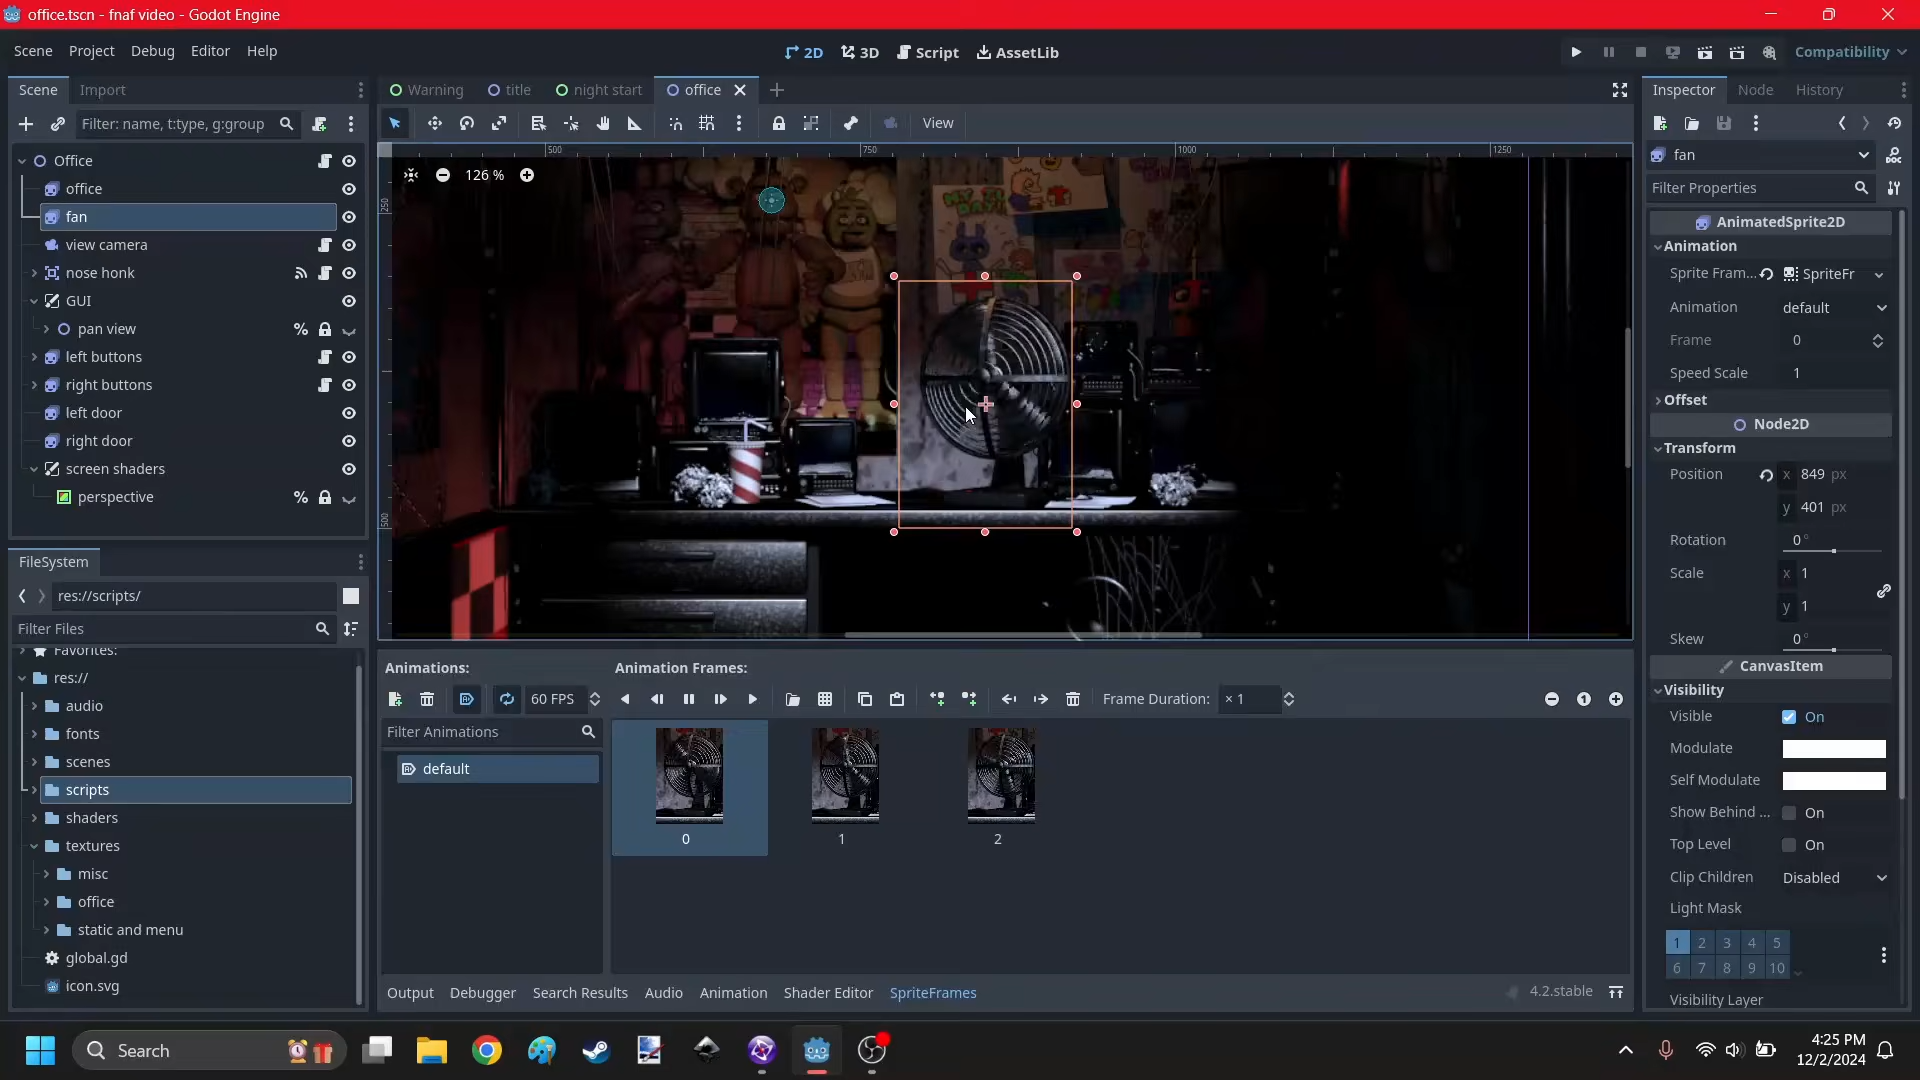 office.tscn - fnaf video - Godot Engine
Scene Project Debug Editor Help
2D 3D Script AssetLib
Compatibility
Scene Import
Warning title night start office
Inspector Node History
Filter: name, t:type, g:group
View
Office
office
fan
view camera
nose honk
GUI
pan view %
left buttons
right buttons
left door
right door
screen shaders
perspective %
500 750 1000 1250
250
500
126 %
fan
DOC
Filter Properties
AnimatedSprite2D
Animation
Sprite Fram... SpriteFr
Animation default
Frame 0
Speed Scale 1
Offset
Node2D
Transform
Position x 849 px
y 401 px
Rotation 0 °
Scale x 1
y 1
Skew 0 °
CanvasItem
Visibility
Visible On
Modulate
Self Modulate
Show Behind ... On
Top Level On
Clip Children Disabled
Light Mask
1 2 3 4 5
6 7 8 9 10
Visibility Layer
FileSystem
res://scripts/
Filter Files
Favorites:
res://
audio
fonts
scenes
scripts
shaders
textures
misc
office
static and menu
global.gd
icon.svg
Animations: Animation Frames:
60 FPS
Frame Duration: × 1
1
Filter Animations
default
0 1 2
Output Debugger Search Results Audio Animation Shader Editor SpriteFrames
4.2.stable
Search
4:25 PM
12/2/2024